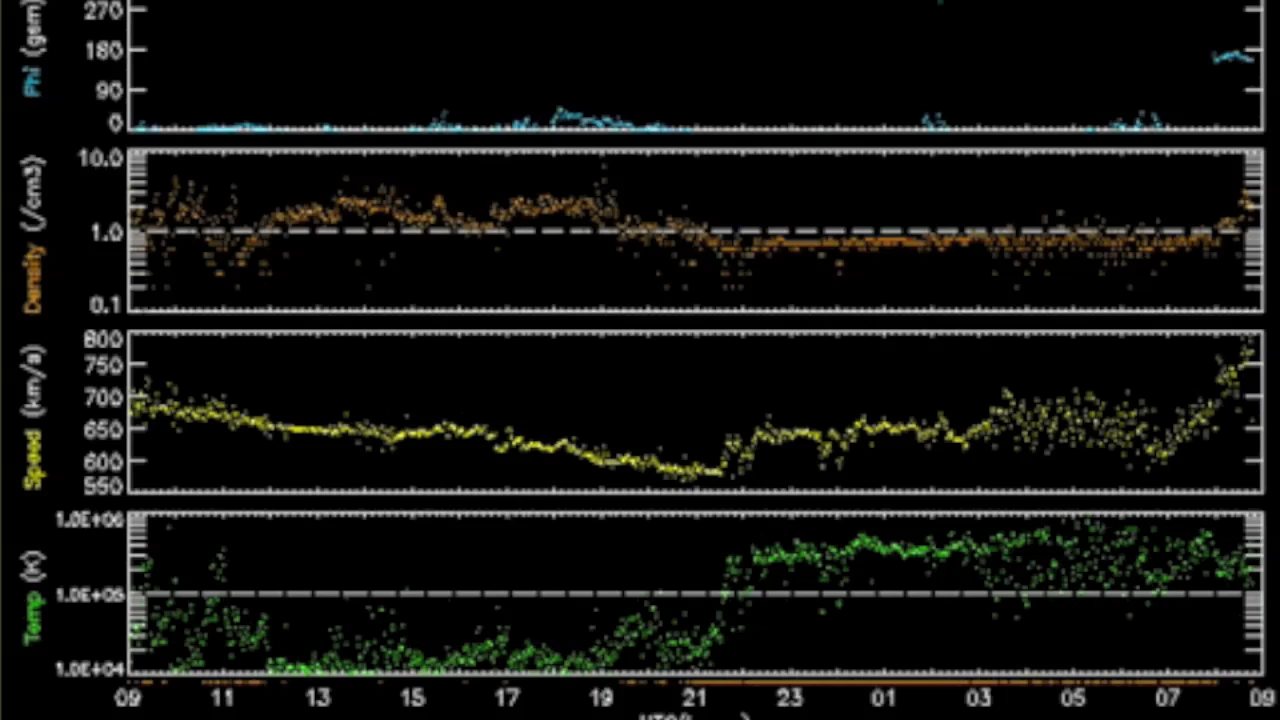 Phi (gsm)
270
180
90
0
Density (/cm3)
10.0
1.0
0.1
Speed (km/s)
800
750
700
650
600
550
Temp (K)
1.0E+06
1.0E+05
1.0E+04
09 11 13 15 17 19 21 23 01 03 05 07 09